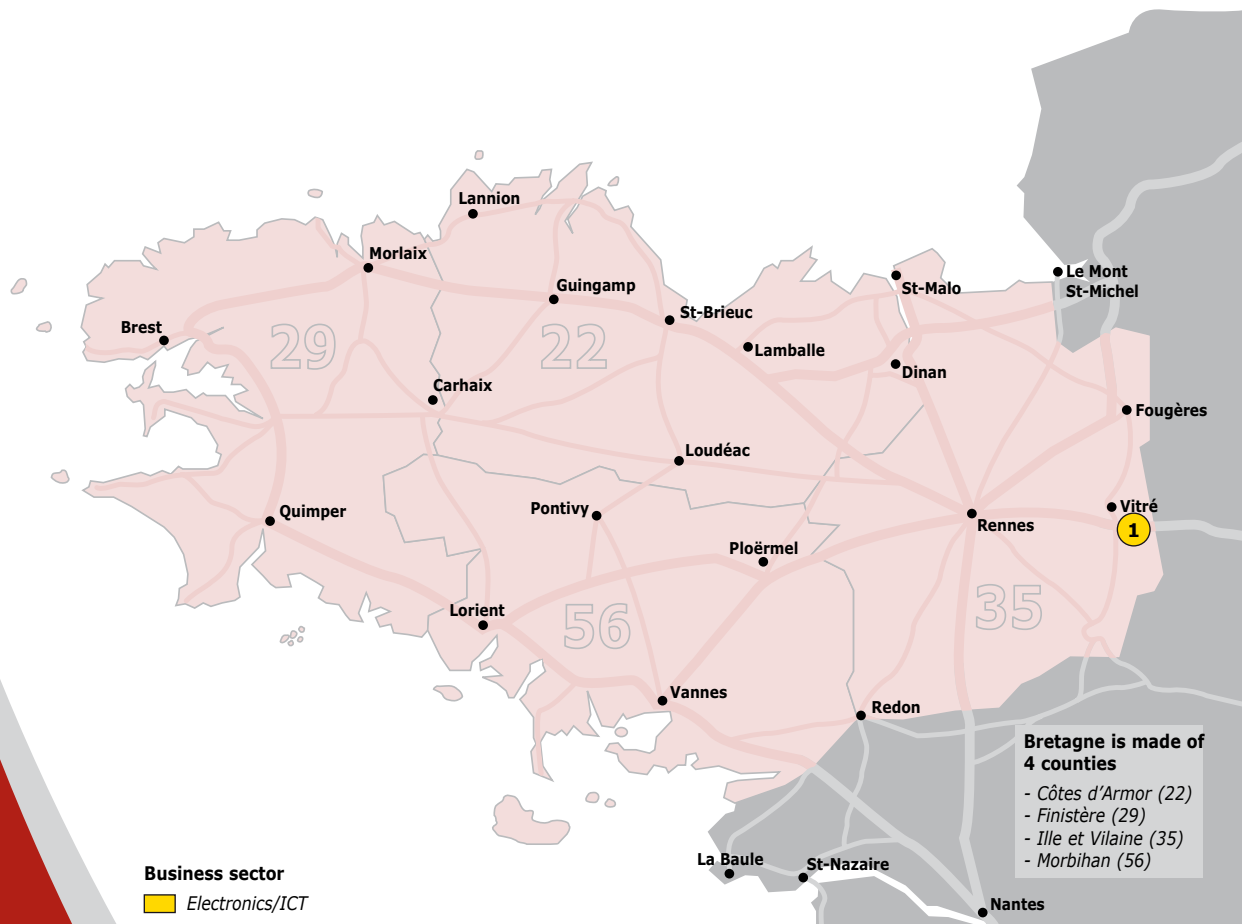 Lannion
Morlaix
Le Mont
St-Michel
St-Malo
Guingamp
St-Brieuc
Brest
29
22
Lamballe
Dinan
Carhaix
Fougères
Loudéac
Pontivy
Quimper
Vitré
1
Rennes
Ploërmel
Lorient
56
35
Vannes
Redon
Bretagne is made of
4 counties
- Côtes d'Armor (22)
- Finistère (29)
- Ille et Vilaine (35)
- Morbihan (56)
La Baule
St-Nazaire
Nantes
Business sector
Electronics/ICT